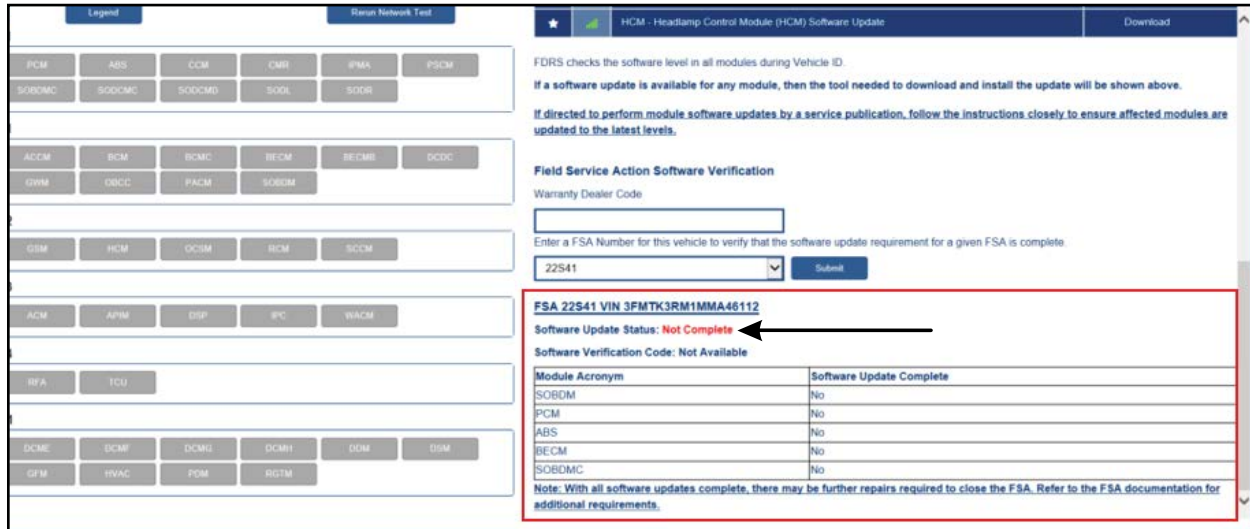 Legend
Rerun Network Test
PCM ABS CCM CMR IPMA PSCM
SOBDMC SODCMC SODCMD SODL SODR
ACCM BCM BCMC BECM BECMB DCDC
GWM OBCC PACM SOBDM
GSM HCM OCSM RCM SCCM
ACM APIM DSP IPC WACM
RFA TCU
DCME DCMF DCMG DCMH DDM DSM
GFM HVAC PDM RGTM
HCM - Headlamp Control Module (HCM) Software Update Download
FDRS checks the software level in all modules during Vehicle ID.
If a software update is available for any module, then the tool needed to download and install the update will be shown above.
If directed to perform module software updates by a service publication, follow the instructions closely to ensure affected modules are
updated to the latest levels.
Field Service Action Software Verification
Warranty Dealer Code
Enter a FSA Number for this vehicle to verify that the software update requirement for a given FSA is complete.
22S41 Submit
FSA 22S41 VIN 3FMTK3RM1MMA46112
Software Update Status: Not Complete
Software Verification Code: Not Available
Module Acronym Software Update Complete
SOBDM No
PCM No
ABS No
BECM No
SOBDMC No
Note: With all software updates complete, there may be further repairs required to close the FSA. Refer to the FSA documentation for
additional requirements.